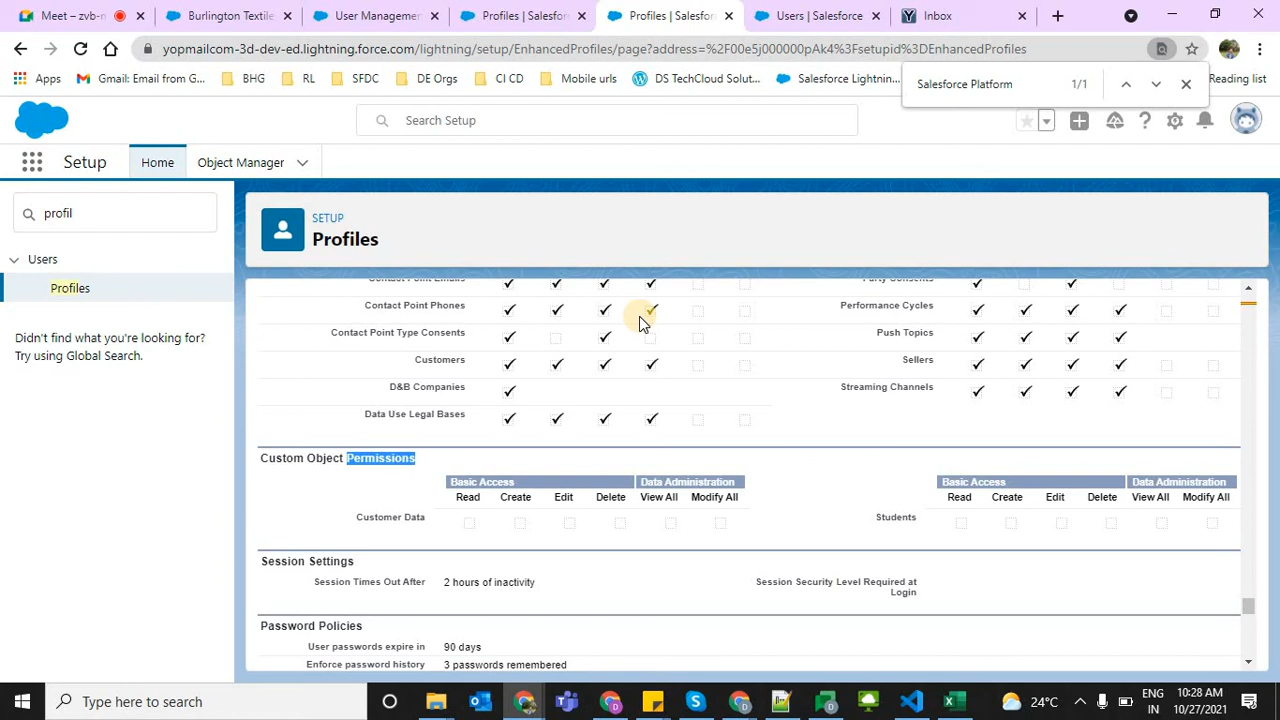 Meet – zvb-n
Burlington Textile
User Management
Profiles | Salesfor
Profiles | Salesfor
Users | Salesforce
Inbox
yopmailcom-3d-dev-ed.lightning.force.com/lightning/setup/EnhancedProfiles/page?address=%2F00e5j000000pAk4%3Fsetupid%3DEnhancedProfiles
Apps
Gmail: Email from G...
BHG
RL
SFDC
DE Orgs
CI CD
Mobile urls
DS TechCloud Solut...
Salesforce Lightnin...
Reading list
Salesforce Platform
1/1
Search Setup
Setup
Home
Object Manager
profil
Users
Profiles
Didn't find what you're looking for?
Try using Global Search.
SETUP
Profiles
Contact Point Emails
Party Consents
Contact Point Phones
Performance Cycles
Contact Point Type Consents
Push Topics
Customers
Sellers
D&B Companies
Streaming Channels
Data Use Legal Bases
Custom Object Permissions
Basic Access Data Administration
Basic Access Data Administration
Read Create Edit Delete View All Modify All
Read Create Edit Delete View All Modify All
Customer Data
Students
Session Settings
Session Times Out After 2 hours of inactivity
Session Security Level Required at
Login
Password Policies
User passwords expire in 90 days
Enforce password history 3 passwords remembered
Type here to search
24°C
ENG
IN
10:28 AM
10/27/2021